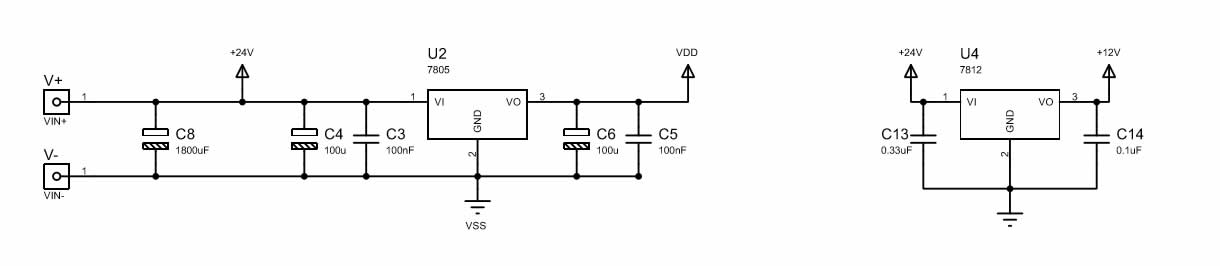 V+
1
VIN+
V-
1
VIN-
+24V
C8
1800uF
C4
100u
C3
100nF
U2
7805
1
VI
VO
3
GND
2
VSS
C6
100u
C5
100nF
VDD
+24V
U4
7812
1
VI
VO
3
GND
2
+12V
C13
0.33uF
C14
0.1uF